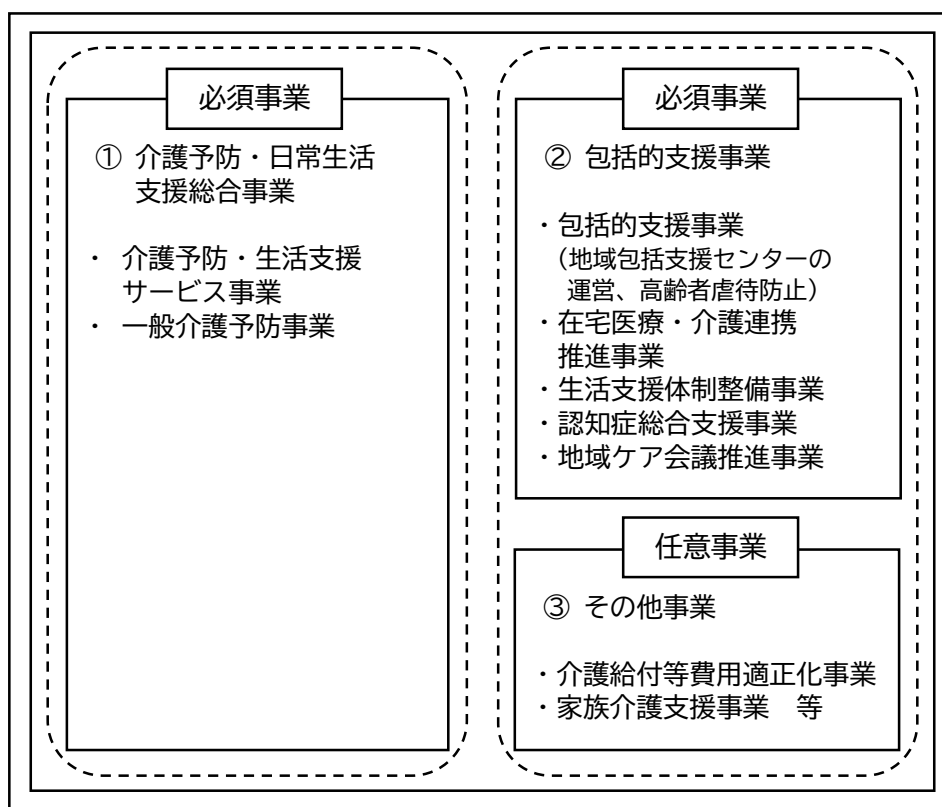 必須事業
① 介護予防・日常生活
支援総合事業
・ 介護予防・生活支援
サービス事業
・ 一般介護予防事業
必須事業
② 包括的支援事業
・包括的支援事業
（地域包括支援センターの
運営、高齢者虐待防止）
・在宅医療・介護連携
推進事業
・生活支援体制整備事業
・認知症総合支援事業
・地域ケア会議推進事業
任意事業
③ その他事業
・介護給付等費用適正化事業
・家族介護支援事業　等